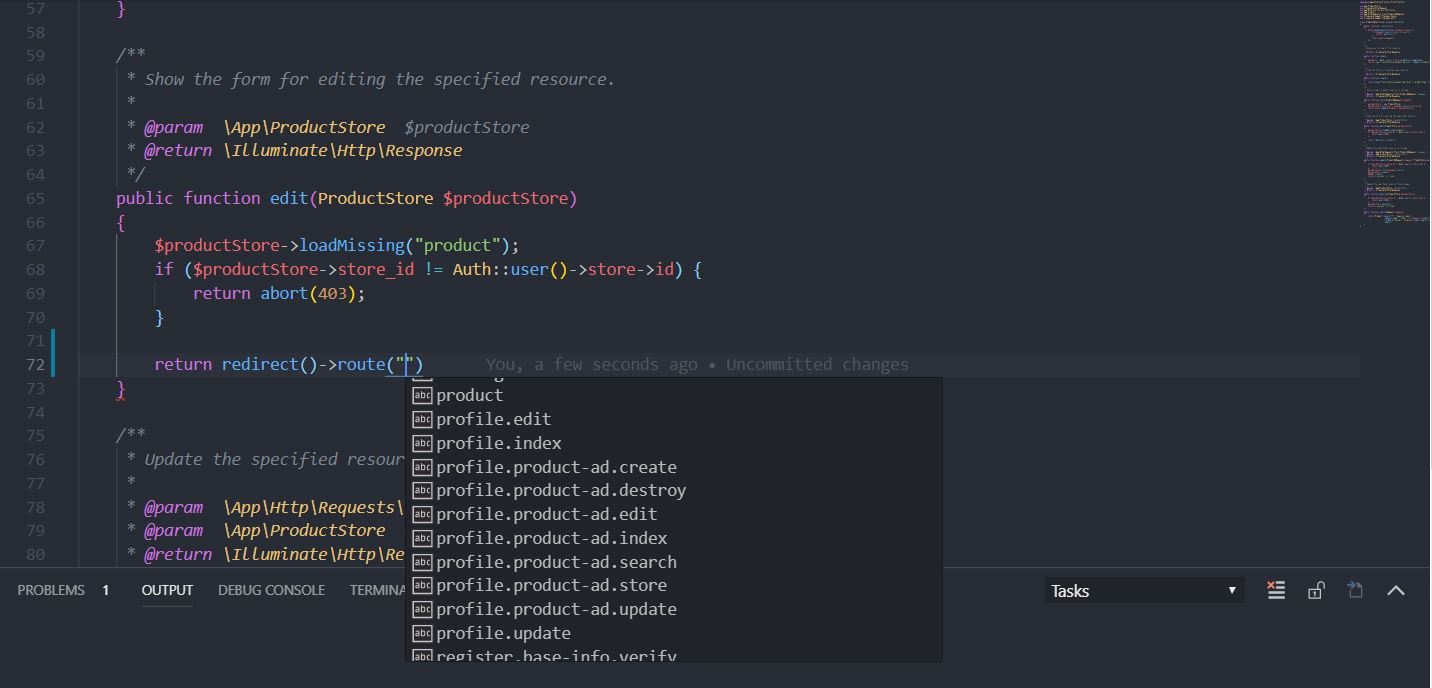 57 }
58
59 /**
60 * Show the form for editing the specified resource.
61 *
62 * @param \App\ProductStore $productStore
63 * @return \Illuminate\Http\Response
64 */
65 public function edit(ProductStore $productStore)
66 {
67 $productStore->loadMissing("product");
68 if ($productStore->store_id != Auth::user()->store->id) {
69 return abort(403);
70 }
71
72 return redirect()->route("") You, a few seconds ago • Uncommitted changes
73 }
abc product
74
abc profile.edit
75 /**
abc profile.index
76 * Update the specified resour
abc profile.product-ad.create
77 *
abc profile.product-ad.destroy
78 * @param \App\Http\Requests\
abc profile.product-ad.edit
79 * @param \App\ProductStore
abc profile.product-ad.index
80 * @return \Illuminate\Http\Re
abc profile.product-ad.search
abc profile.product-ad.store
abc profile.product-ad.update
abc profile.update
abc register.base-info.verify
PROBLEMS 1 OUTPUT DEBUG CONSOLE TERMINA
Tasks